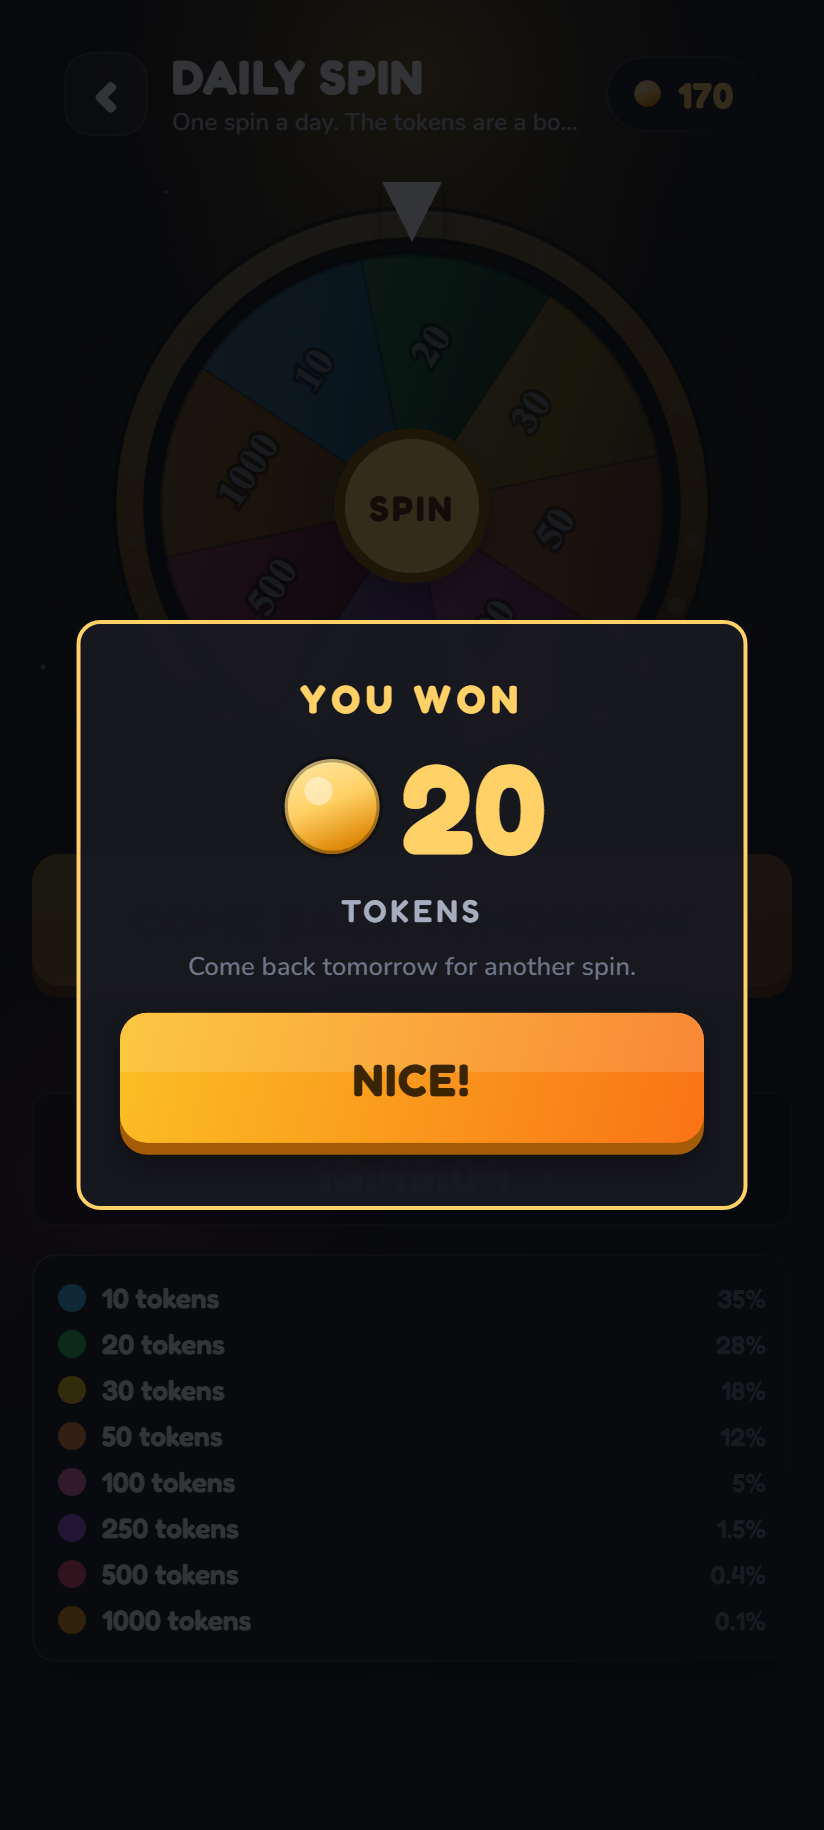 DAILY SPIN
One spin a day. The tokens are a bo...
170
10
20
30
1000
50
500
SPIN
YOU WON
20
TOKENS
Come back tomorrow for another spin.
NICE!
10 tokens 35%
20 tokens 28%
30 tokens 18%
50 tokens 12%
100 tokens 5%
250 tokens 1.5%
500 tokens 0.4%
1000 tokens 0.1%